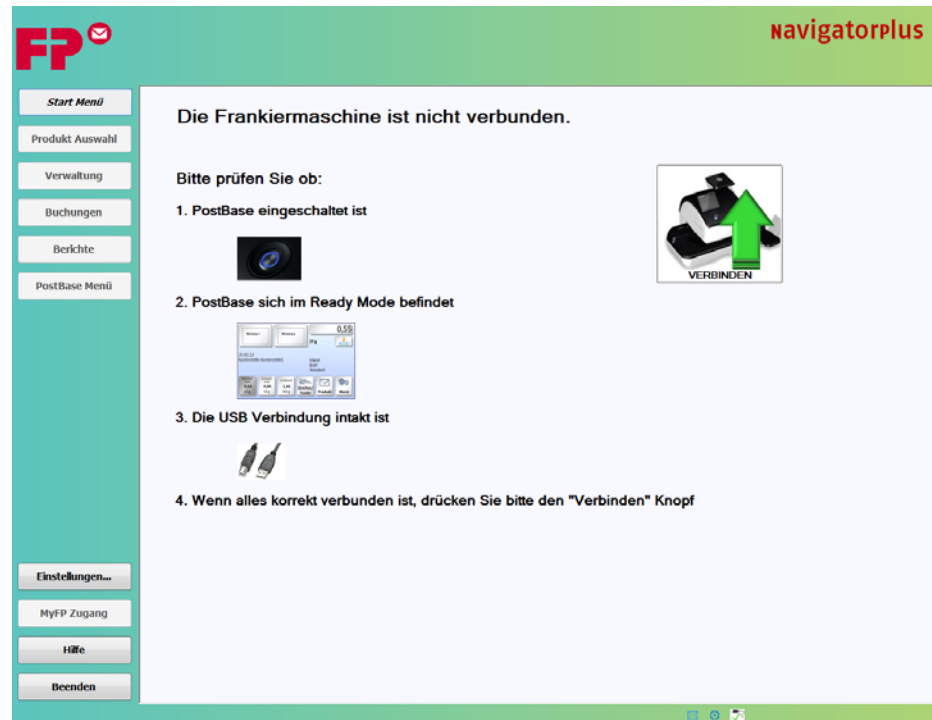 FP
Navigatorplus
Start Menü
Produkt Auswahl
Verwaltung
Buchungen
Berichte
PostBase Menü
Einstellungen...
MyFP Zugang
Hilfe
Beenden
Die Frankiermaschine ist nicht verbunden.
Bitte prüfen Sie ob:
1. PostBase eingeschaltet ist
VERBINDEN
2. PostBase sich im Ready Mode befindet
0,55
3. Die USB Verbindung intakt ist
4. Wenn alles korrekt verbunden ist, drücken Sie bitte den "Verbinden" Knopf